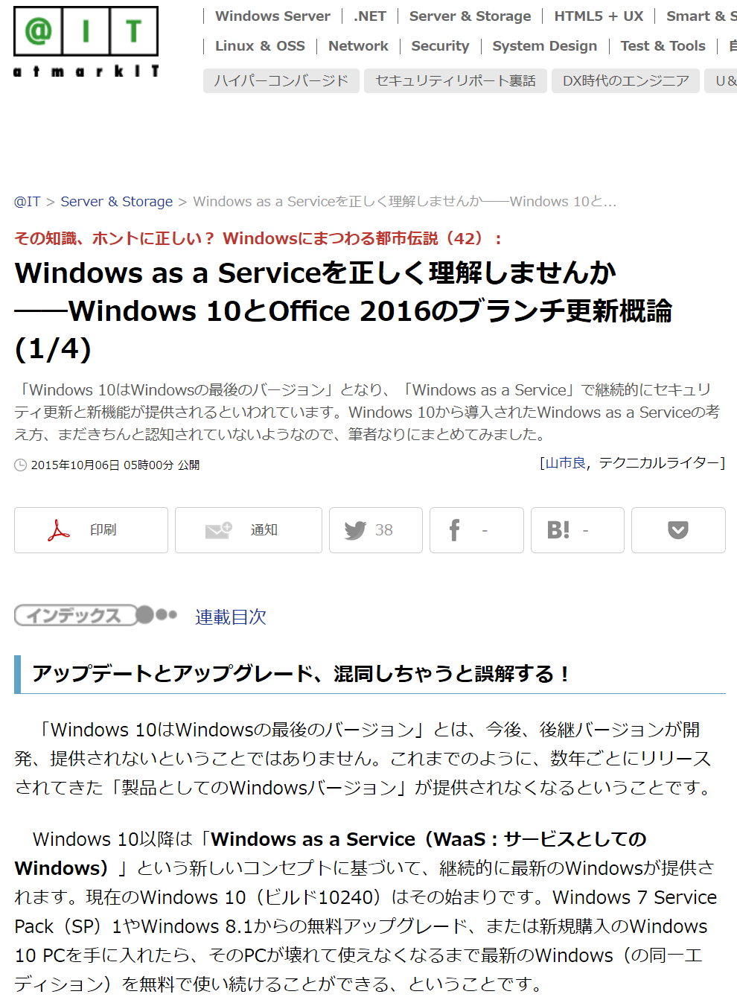 @IT
atmarkIT
Windows Server | .NET | Server & Storage | HTML5 + UX | Smart & S
Linux & OSS | Network | Security | System Design | Test & Tools | 自
ハイパーコンバージド セキュリティリポート裏話 DX時代のエンジニア U&
@IT > Server & Storage > Windows as a Serviceを正しく理解しませんか――Windows 10と...
その知識、ホントに正しい？ Windowsにまつわる都市伝説（42）：
Windows as a Serviceを正しく理解しませんか
――Windows 10とOffice 2016のブランチ更新概論
(1/4)
「Windows 10はWindowsの最後のバージョン」となり、「Windows as a Service」で継続的にセキュリ
ティ更新と新機能が提供されるといわれています。Windows 10から導入されたWindows as a Serviceの考
え方、まだきちんと認知されていないようなので、筆者なりにまとめてみました。
2015年10月06日 05時00分 公開
[山市良，テクニカルライター]
印刷 通知 38 - B! -
インデックス 連載目次
アップデートとアップグレード、混同しちゃうと誤解する！
「Windows 10はWindowsの最後のバージョン」とは、今後、後継バージョンが開
発、提供されないということではありません。これまでのように、数年ごとにリリース
されてきた「製品としてのWindowsバージョン」が提供されなくなるということです。
Windows 10以降は「Windows as a Service（WaaS：サービスとしての
Windows）」という新しいコンセプトに基づいて、継続的に最新のWindowsが提供さ
れます。現在のWindows 10（ビルド10240）はその始まりです。Windows 7 Service
Pack（SP）1やWindows 8.1からの無料アップグレード、または新規購入のWindows
10 PCを手に入れたら、そのPCが壊れて使えなくなるまで最新のWindows（の同一エ
ディション）を無料で使い続けることができる、ということです。